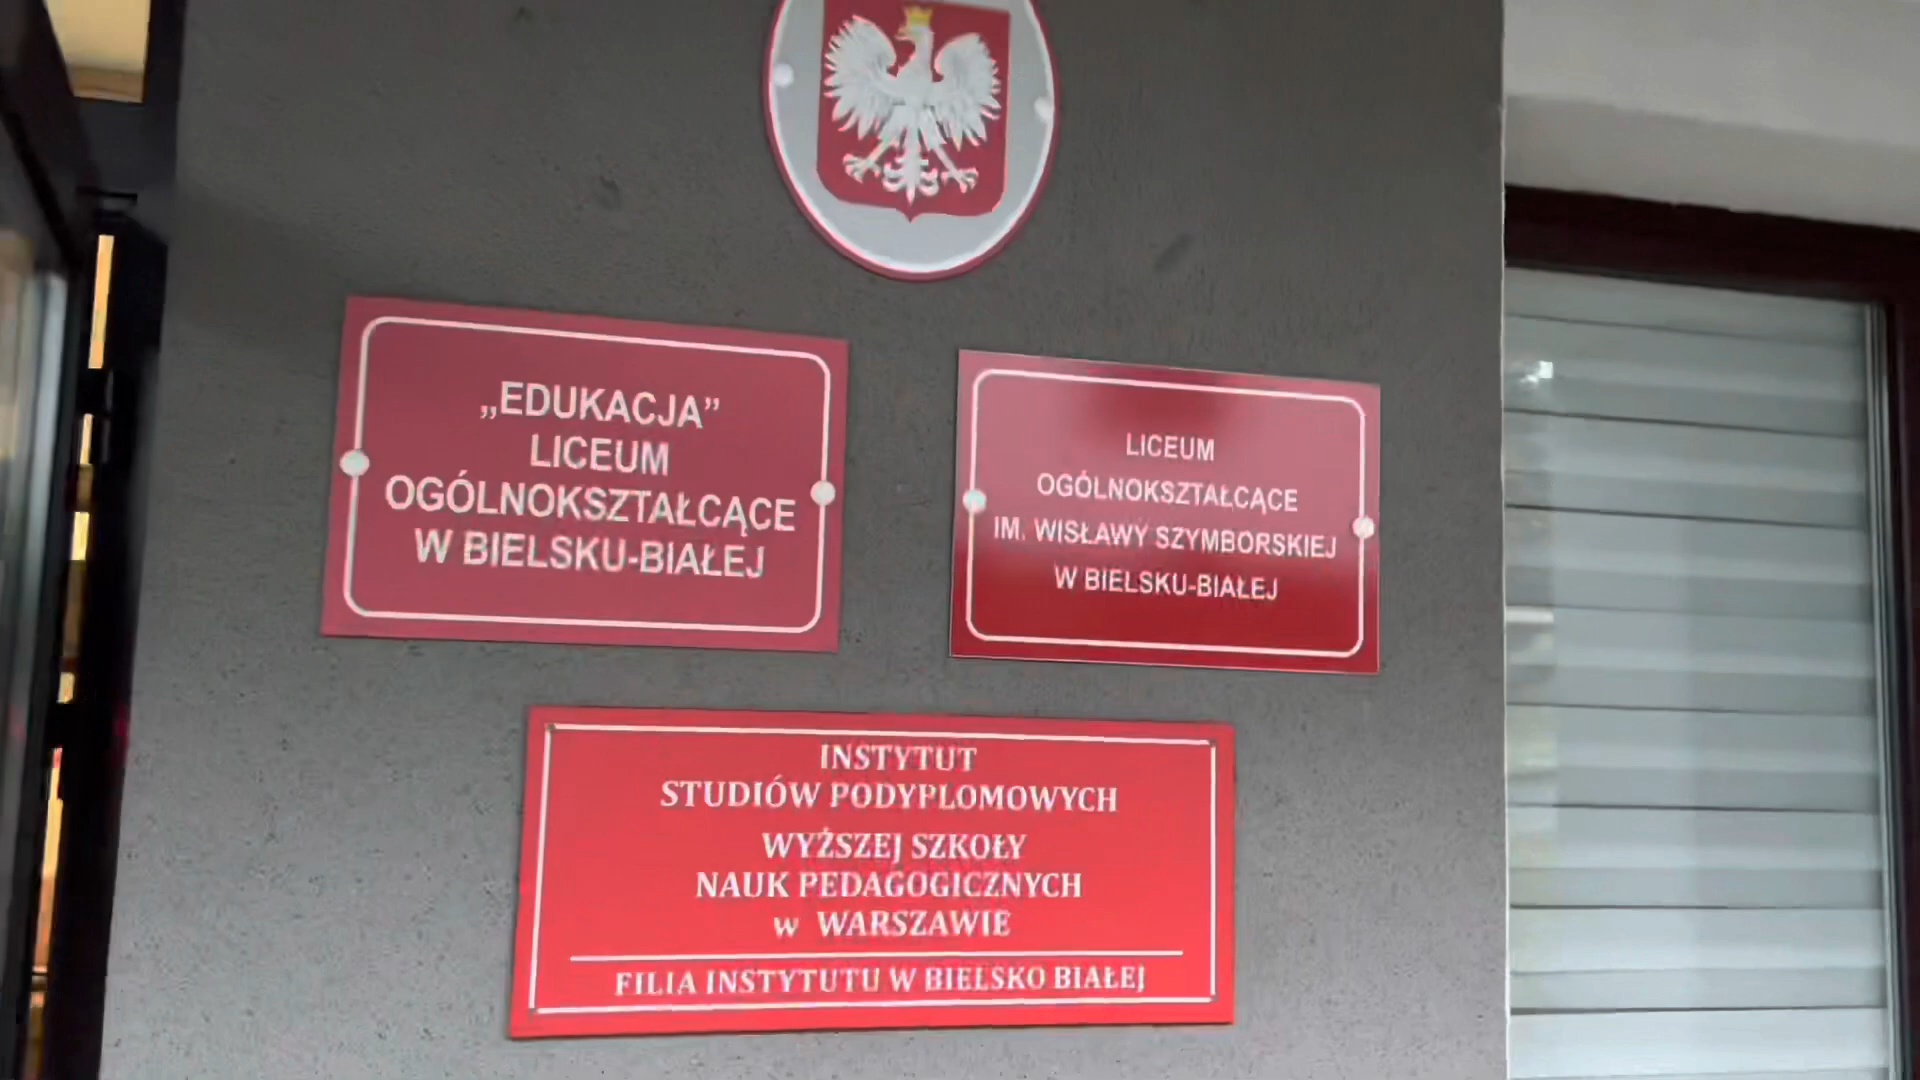 „EDUKACJA”
LICEUM
OGÓLNOKSZTAŁCĄCE
W BIELSKU-BIAŁEJ
LICEUM
OGÓLNOKSZTAŁCĄCE
IM. WISŁAWY SZYMBORSKIEJ
W BIELSKU-BIAŁEJ
INSTYTUT
STUDIÓW PODYPLOMOWYCH
WYŻSZEJ SZKOŁY
NAUK PEDAGOGICZNYCH
w WARSZAWIE
FILIA INSTYTUTU W BIELSKO BIAŁEJ